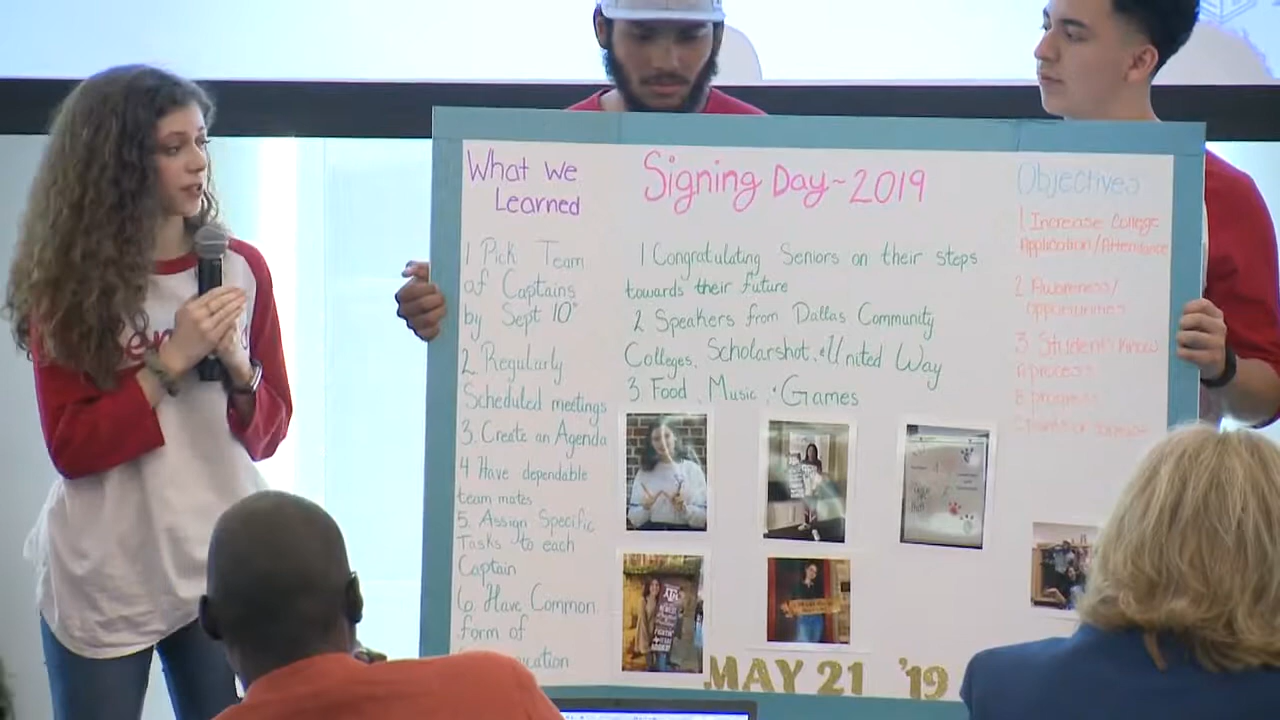 What We
Learned
1 Pick Team
of Captains
by Sept 10th
2. Regularly
Scheduled meetings
3. Create an Agenda
4 Have dependable
team mates
5. Assign Specific
Tasks to each
Captain
6. Have Common
form of
Signing Day ~ 2019
1 Congratulating Seniors on their steps
towards their future
2 Speakers from Dallas Community
Colleges, Scholarshot, & United Way
3 Food, Music, & Games
MAY 21 '19
Objectives
1 Increase College
Application/Attendance
2 Awareness/
opportunities
3 Students Know
process
progress